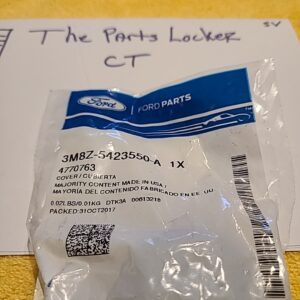 SV
The Parts Locker
CT
Ford
FORD PARTS
3M8Z-5423550-A 1X
4770763
COVER/CUBIERTA
MAJORITY CONTENT MADE IN USA /
MAYORIA DEL CONTENIDO FABRICADO EN EE. UU.
0.02LBS/0.01KG DTK3A 00613218
PACKED:31OCT2017